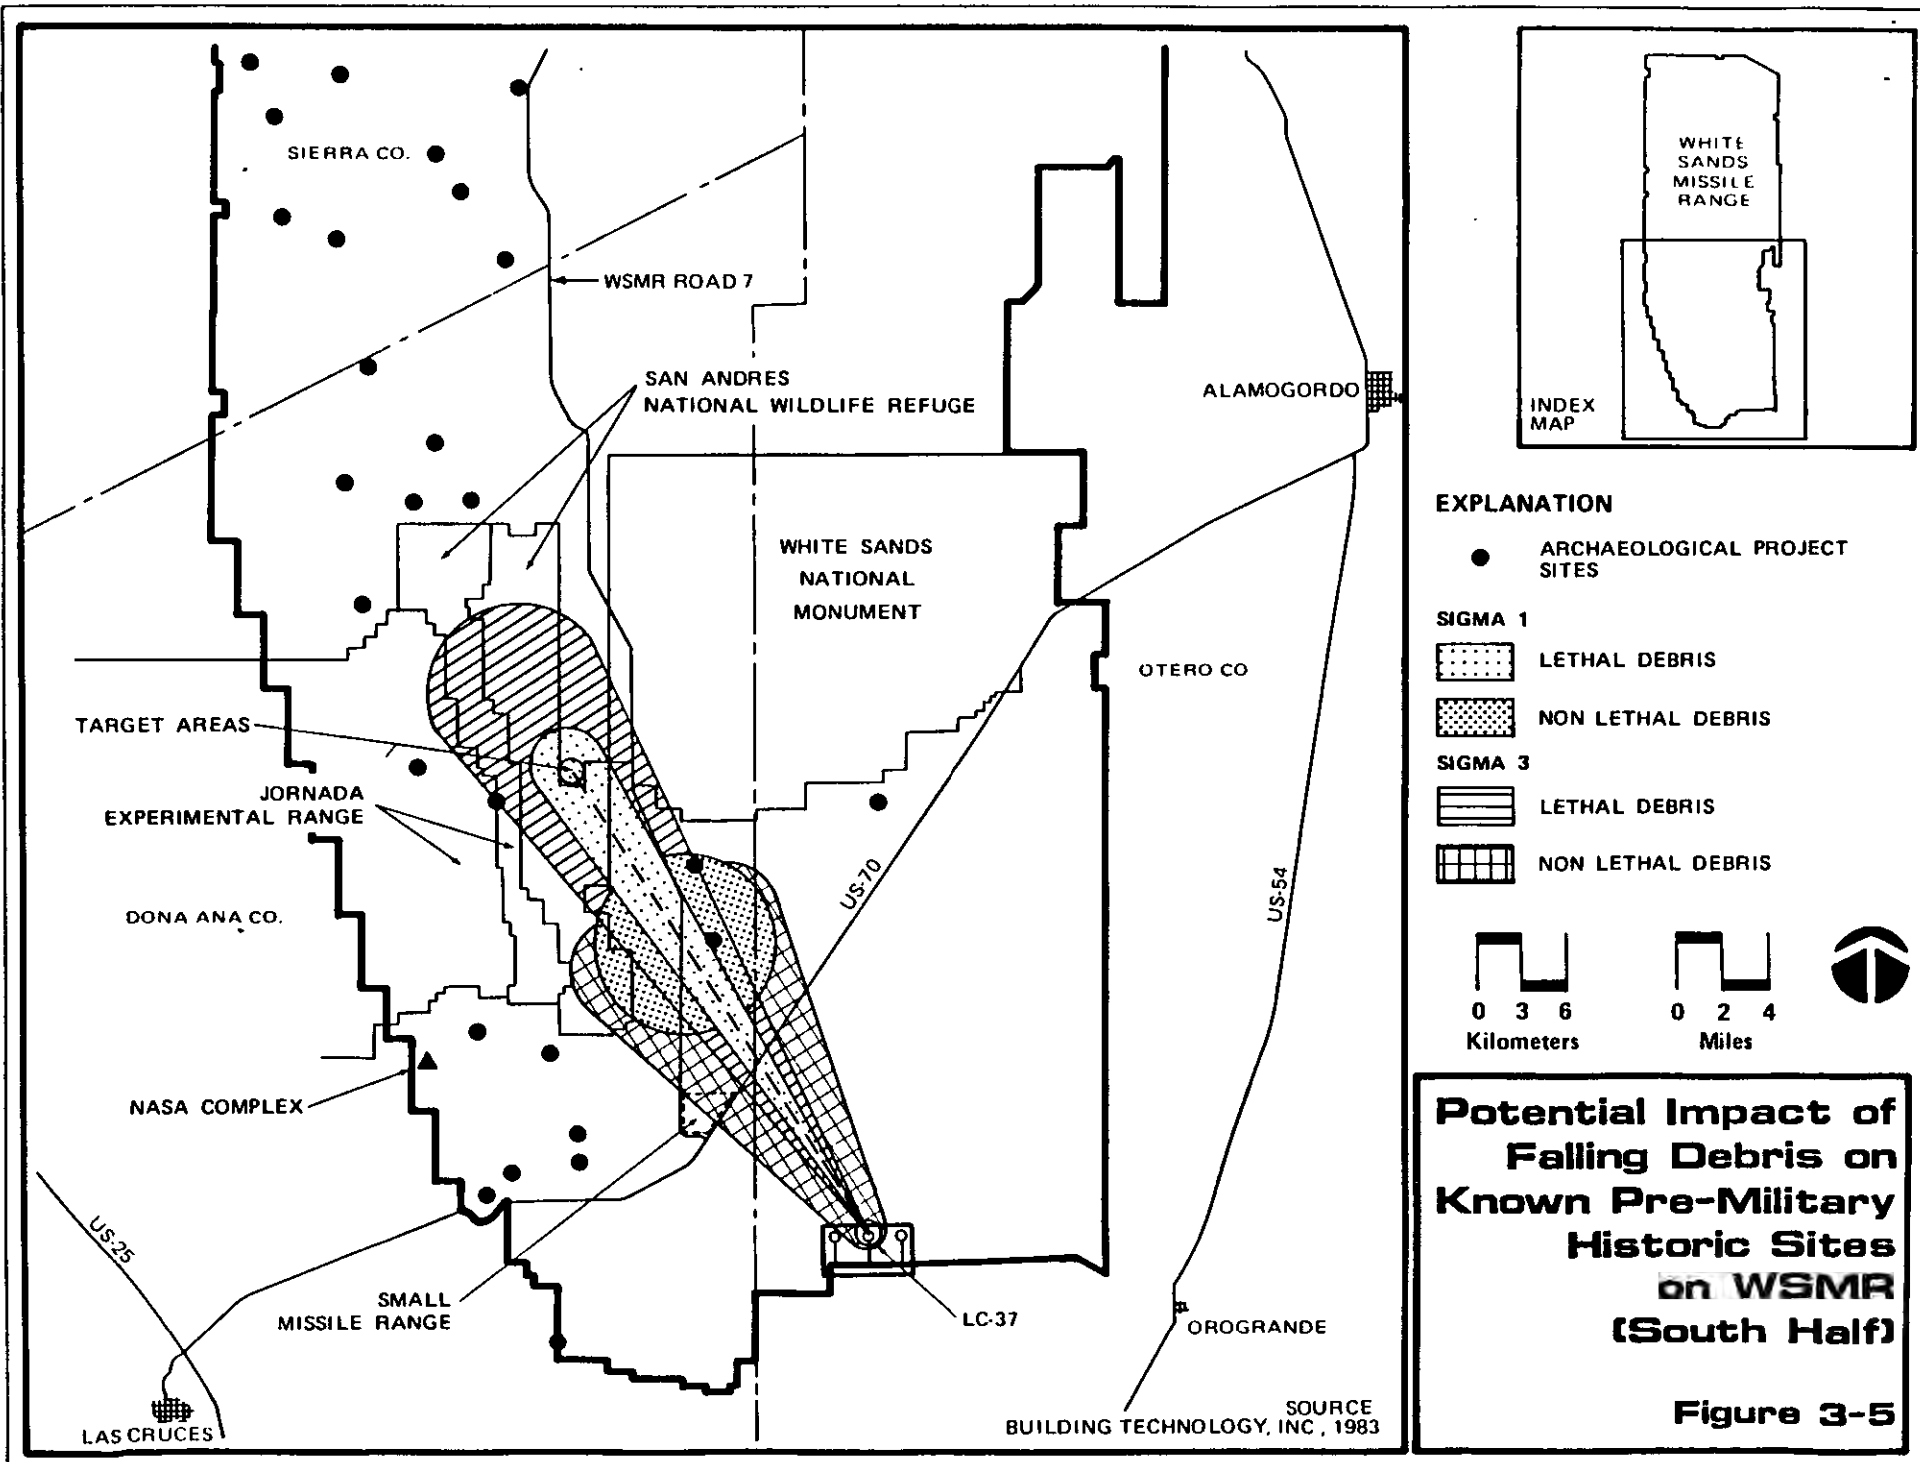 SIERRA CO.
WSMR ROAD 7
SAN ANDRES
NATIONAL WILDLIFE REFUGE
ALAMOGORDO
WHITE SANDS
NATIONAL
MONUMENT
OTERO CO
TARGET AREAS
JORNADA
EXPERIMENTAL RANGE
DONA ANA CO.
US-70
US-54
NASA COMPLEX
US-25
SMALL
MISSILE RANGE
LC-37
OROGRANDE
LAS CRUCES
SOURCE
BUILDING TECHNOLOGY, INC , 1983
WHITE
SANDS
MISSILE
RANGE
INDEX
MAP
EXPLANATION
ARCHAEOLOGICAL PROJECT
SITES
SIGMA 1
LETHAL DEBRIS
NON LETHAL DEBRIS
SIGMA 3
LETHAL DEBRIS
NON LETHAL DEBRIS
0 3 6
Kilometers
0 2 4
Miles
Potential Impact of
Falling Debris on
Known Pre-Military
Historic Sites
on WSMR
(South Half)
Figure 3-5